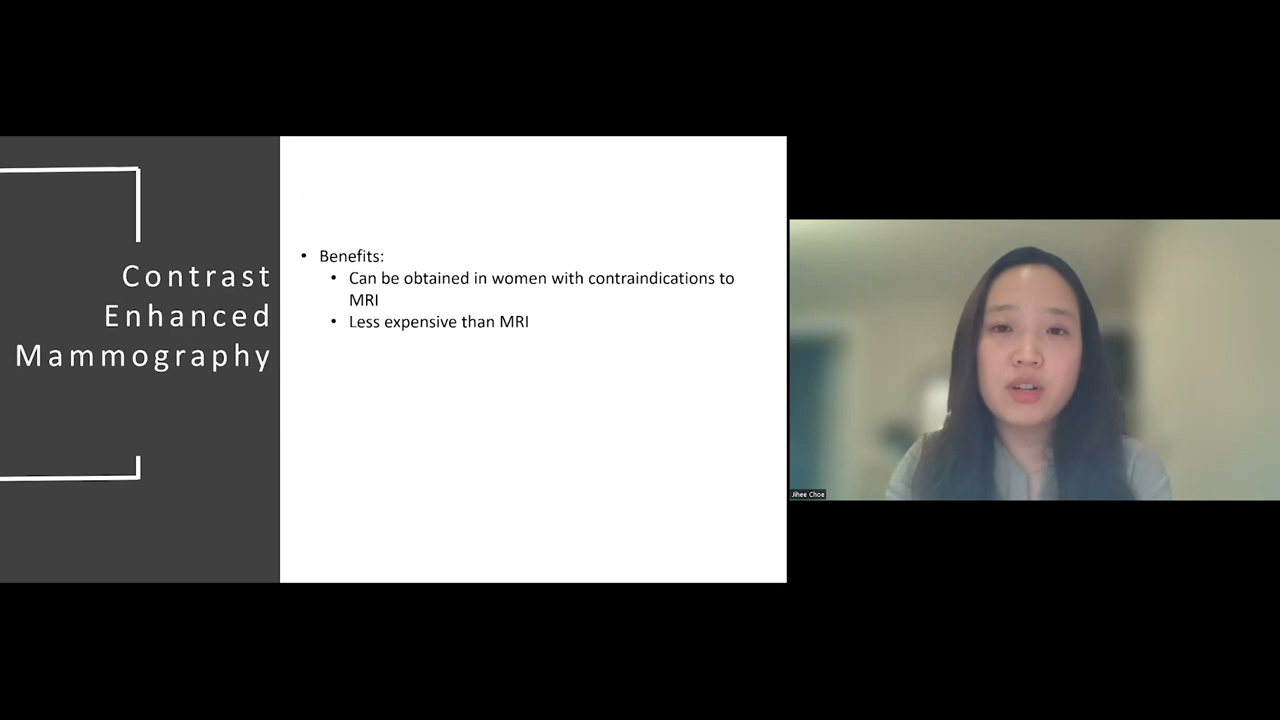 Contrast
Enhanced
Mammography
• Benefits:
• Can be obtained in women with contraindications to
MRI
• Less expensive than MRI
Jihee Choe